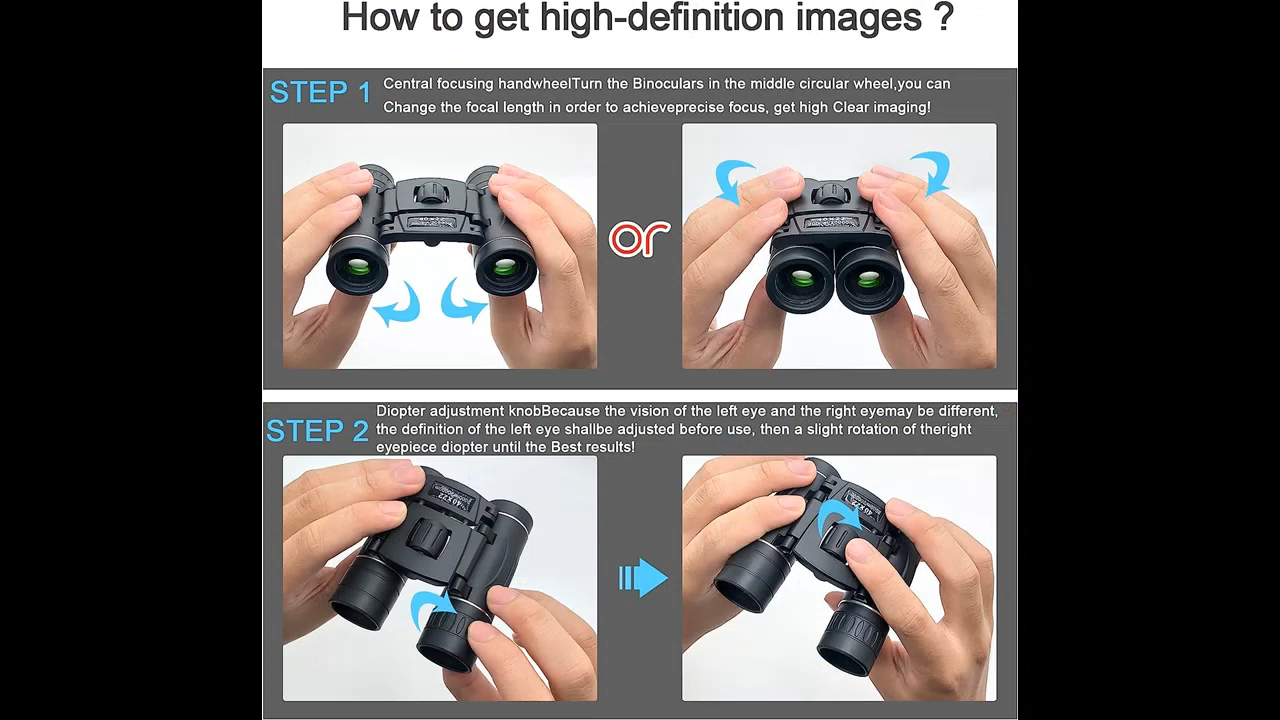 How to get high-definition images ?
STEP 1
Central focusing handwheelTurn the Binoculars in the middle circular wheel,you can
Change the focal length in order to achieveprecise focus, get high Clear imaging!
or
STEP 2
Diopter adjustment knobBecause the vision of the left eye and the right eyemay be different,
the definition of the left eye shallbe adjusted before use, then a slight rotation of theright
eyepiece diopter until the Best results!
40X22
40X22